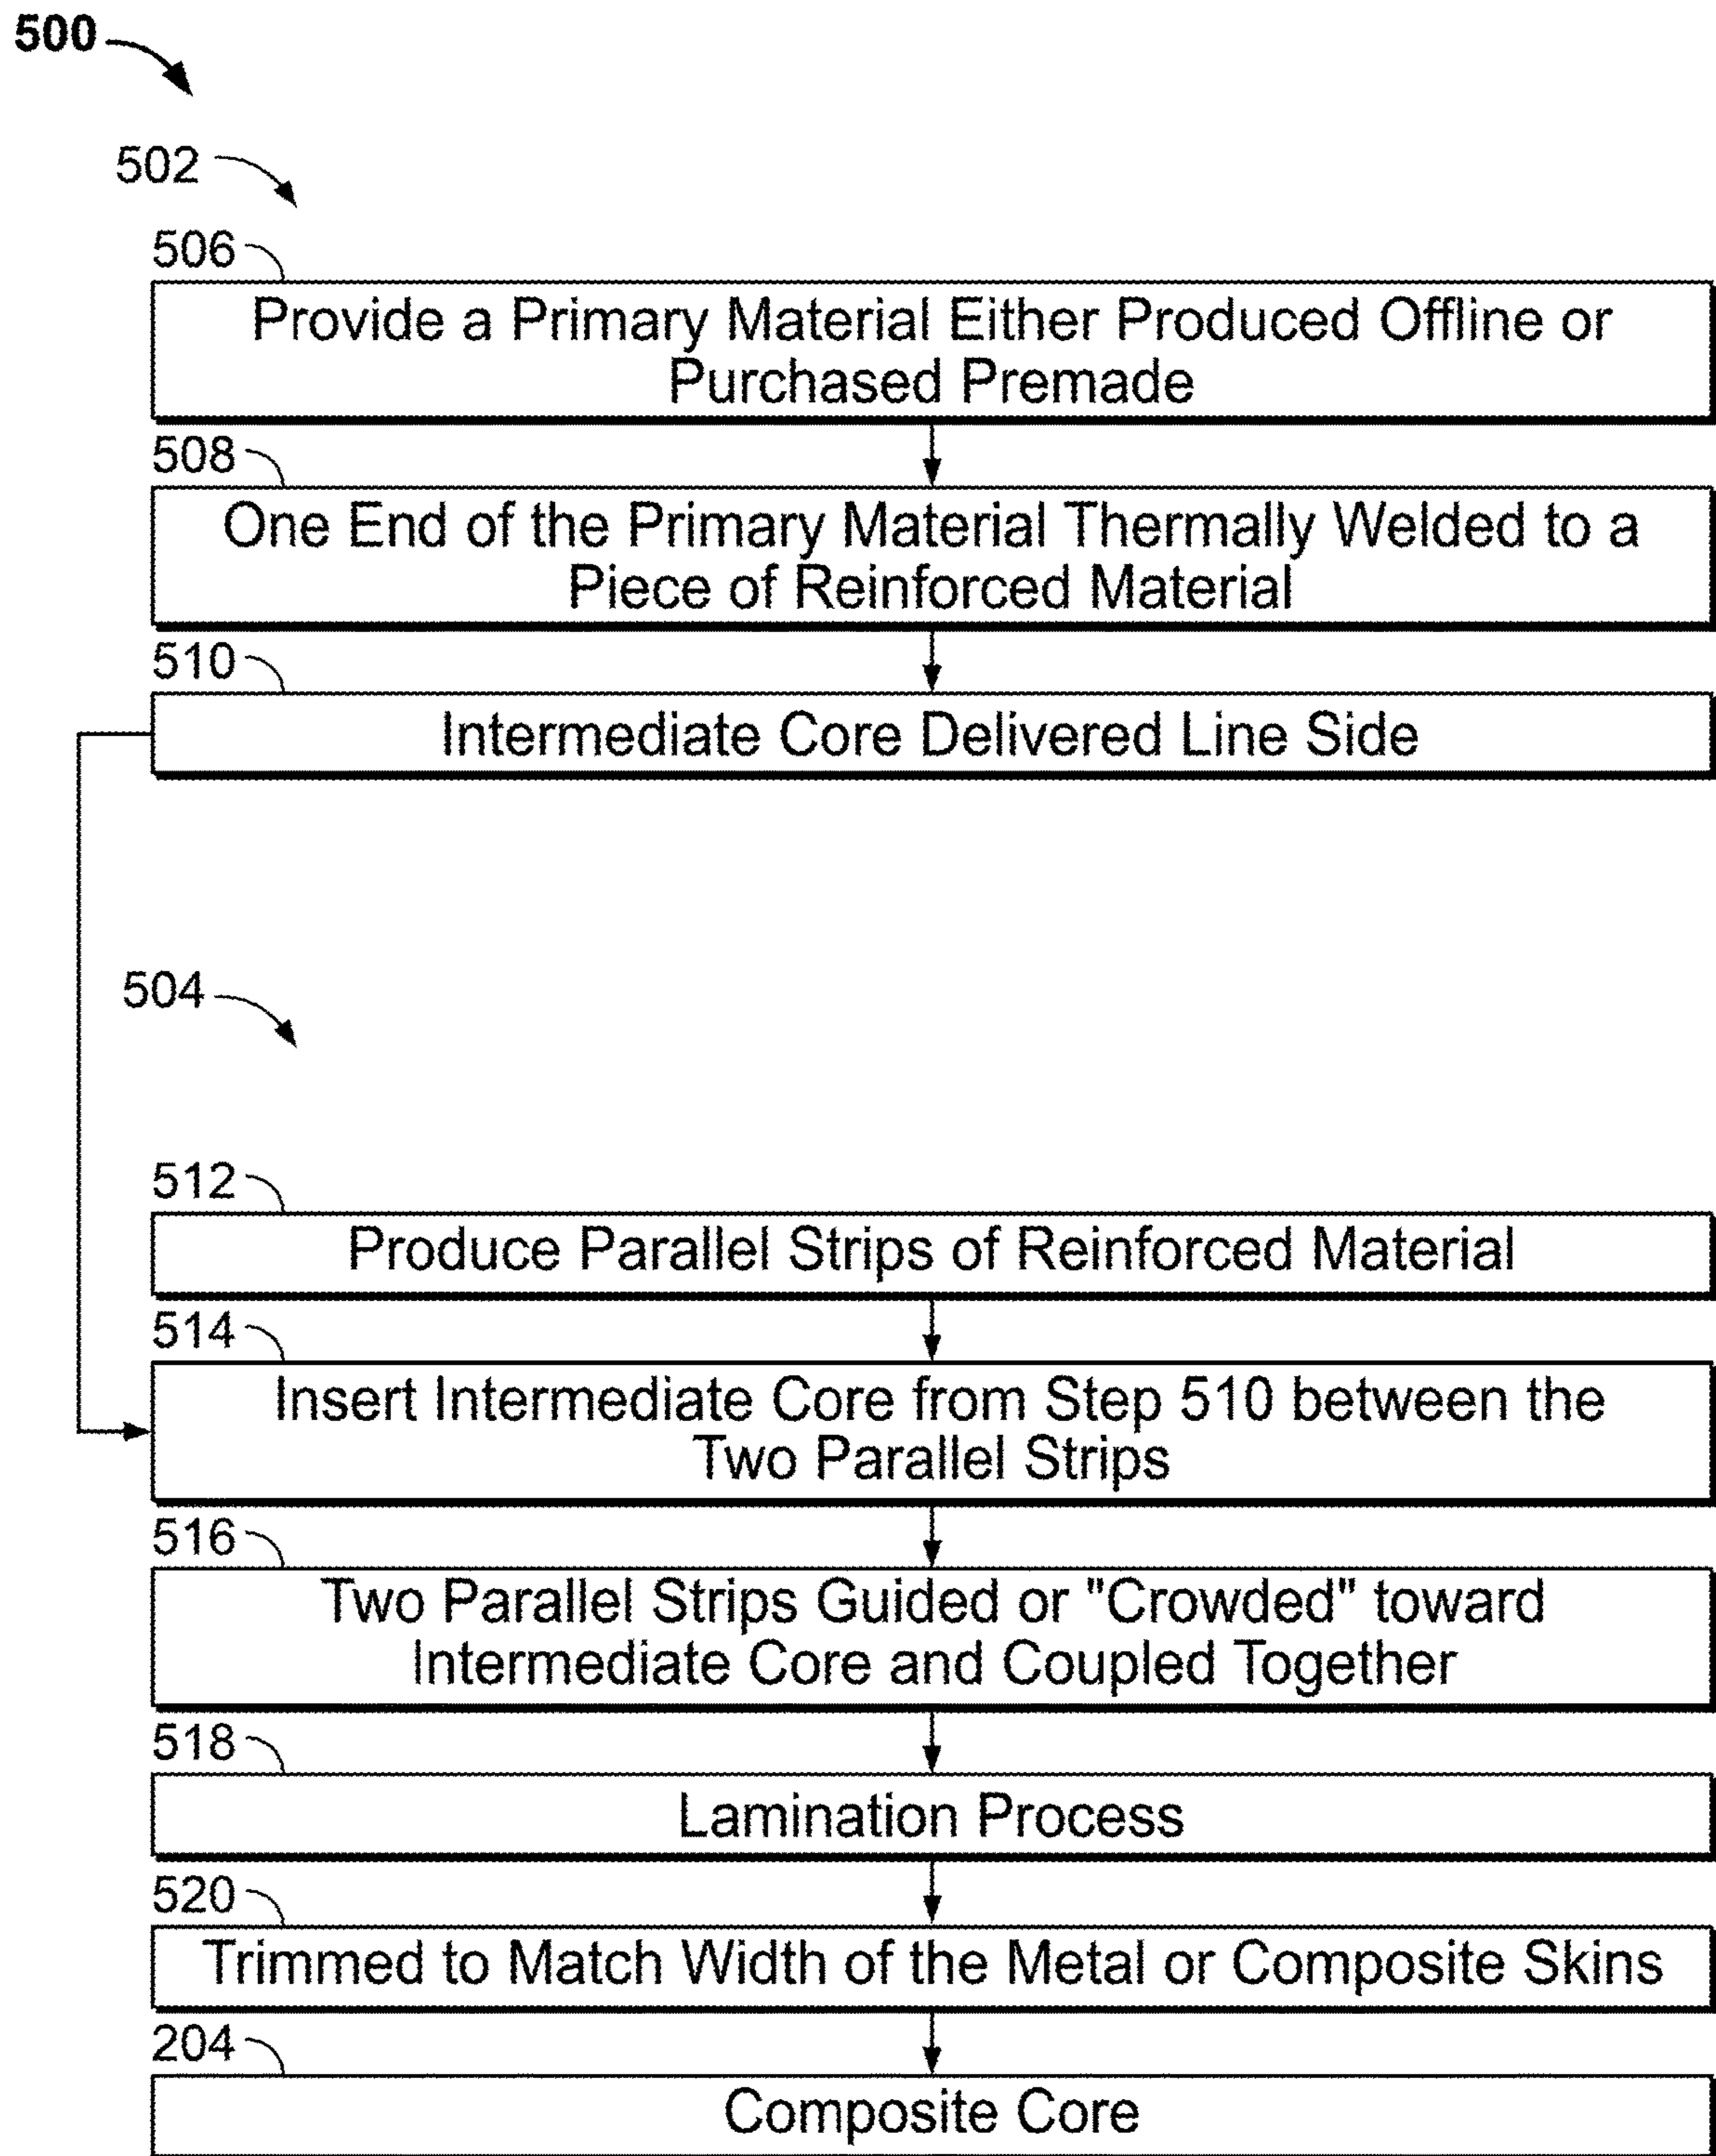 500
502
506
Provide a Primary Material Either Produced Offline or
Purchased Premade
508
One End of the Primary Material Thermally Welded to a
Piece of Reinforced Material
510
Intermediate Core Delivered Line Side
504
512
Produce Parallel Strips of Reinforced Material
514
Insert Intermediate Core from Step 510 between the
Two Parallel Strips
516
Two Parallel Strips Guided or "Crowded" toward
Intermediate Core and Coupled Together
518
Lamination Process
520
Trimmed to Match Width of the Metal or Composite Skins
204
Composite Core